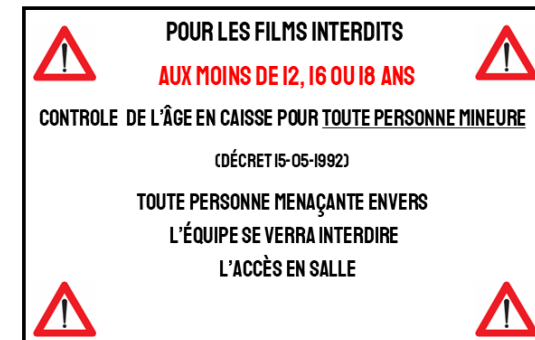 POUR LES FILMS INTERDITS
AUX MOINS DE 12, 16 OU 18 ANS
CONTROLE DE L'ÂGE EN CAISSE POUR TOUTE PERSONNE MINEURE
(DÉCRET 15-05-1992)
TOUTE PERSONNE MENAÇANTE ENVERS
L'ÉQUIPE SE VERRA INTERDIRE
L'ACCÈS EN SALLE